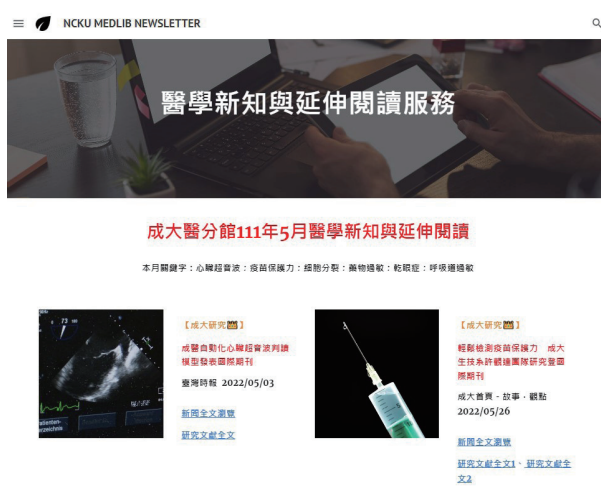 NCKU MEDLIB NEWSLETTER
醫學新知與延伸閱讀服務
成大醫分館111年5月醫學新知與延伸閱讀
本月關鍵字：心臟超音波：疫苗保護力：細胞分裂：藥物過敏：乾眼症：呼吸道過敏
73
【成大研究】
成醫自動化心臟超音波判讀
模型發表國際期刊
臺灣時報 2022/05/03
新聞全文瀏覽
研究文獻全文
【成大研究】
輕鬆檢測疫苗保護力 成大
生技系許觀達團隊研究登國
際期刊
成大首頁 - 故事 · 觀點
2022/05/26
新聞全文瀏覽
研究文獻全文1、 研究文獻全
文2